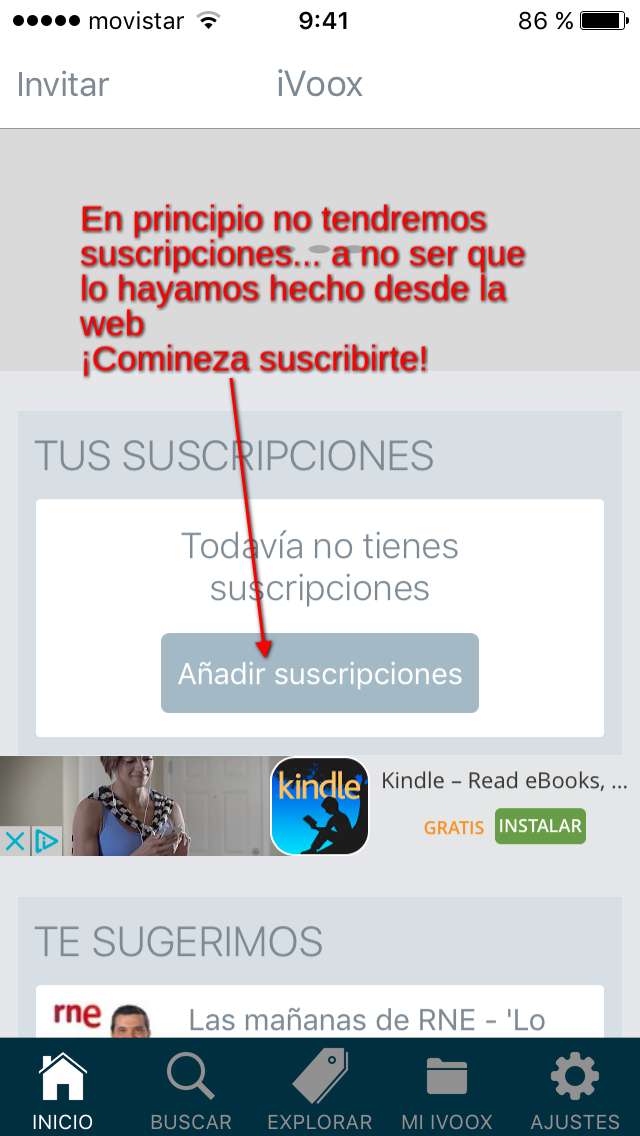 movistar 9:41 86 %
Invitar iVoox
En principio no tendremos
suscripciones... a no ser que
lo hayamos hecho desde la
web
¡Comineza suscribirte!
TUS SUSCRIPCIONES
Todavía no tienes
suscripciones
Añadir suscripciones
kindle
Kindle – Read eBooks, ...
GRATIS INSTALAR
TE SUGERIMOS
rne
Las mañanas de RNE - 'Lo
INICIO BUSCAR EXPLORAR MI IVOOX AJUSTES